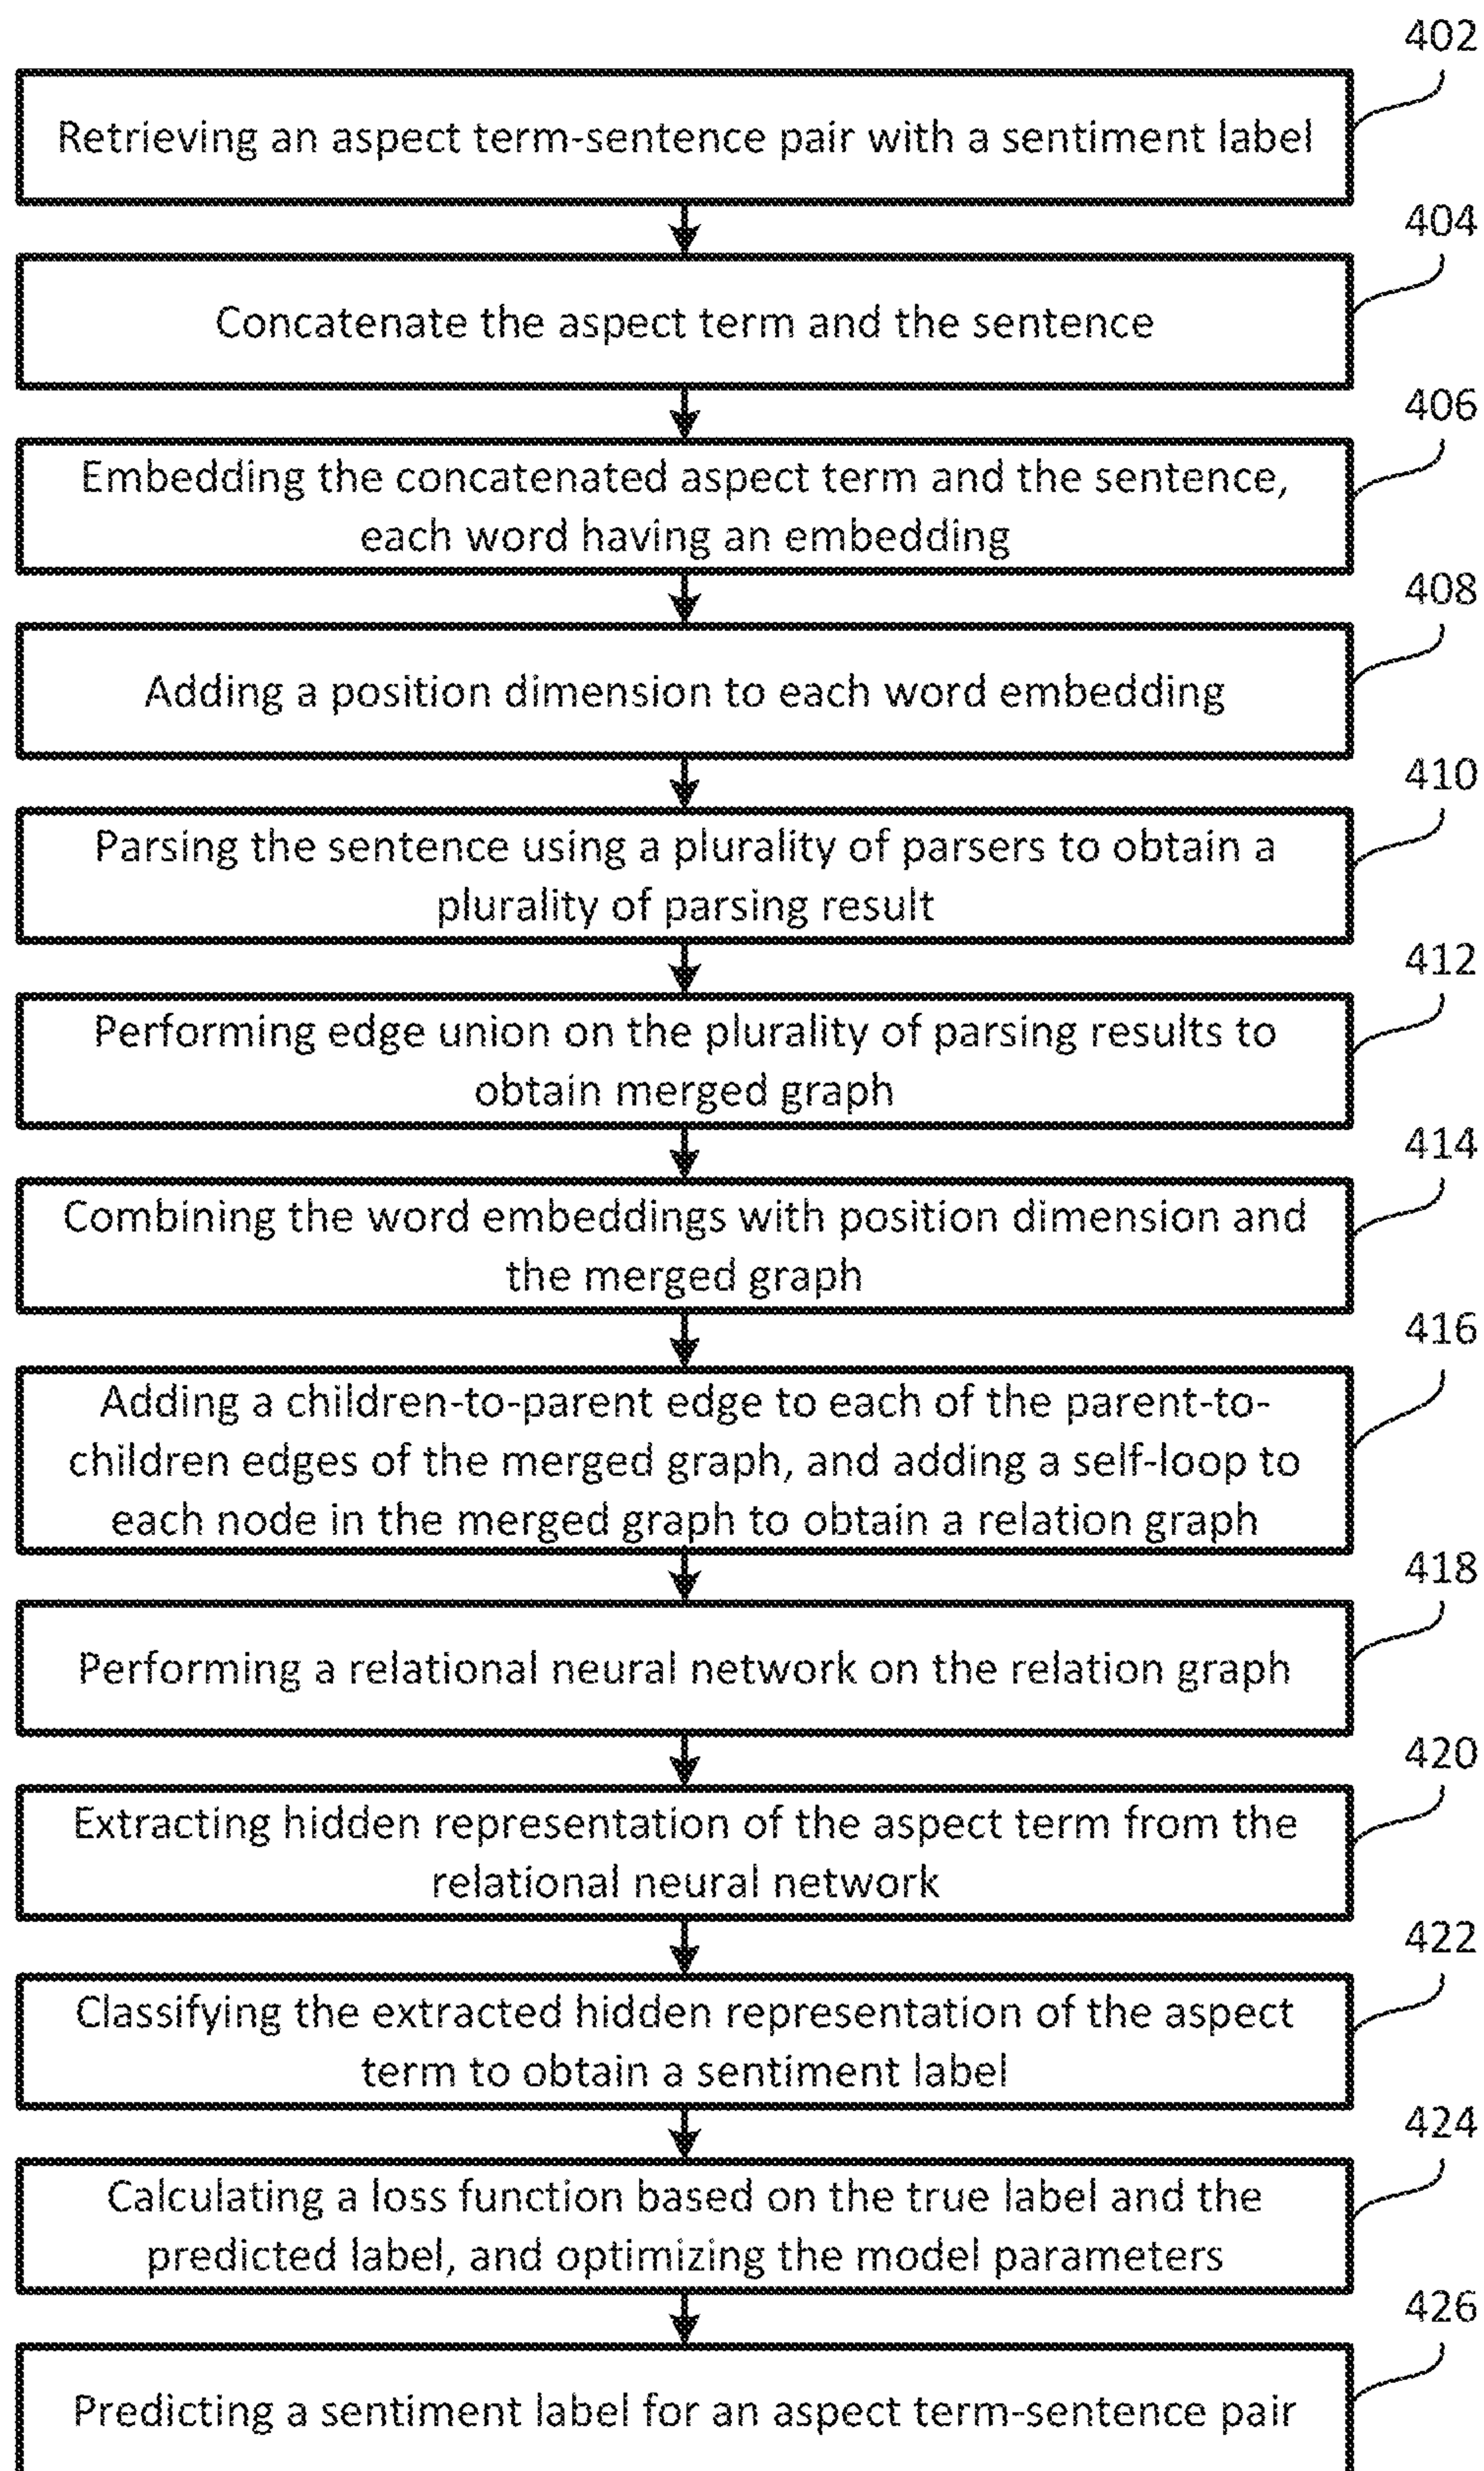 402
Retrieving an aspect term-sentence pair with a sentiment label
404
Concatenate the aspect term and the sentence
406
Embedding the concatenated aspect term and the sentence,
each word having an embedding
408
Adding a position dimension to each word embedding
410
Parsing the sentence using a plurality of parsers to obtain a
plurality of parsing result
412
Performing edge union on the plurality of parsing results to
obtain merged graph
414
Combining the word embeddings with position dimension and
the merged graph
416
Adding a children-to-parent edge to each of the parent-to-
children edges of the merged graph, and adding a self-loop to
each node in the merged graph to obtain a relation graph
418
Performing a relational neural network on the relation graph
420
Extracting hidden representation of the aspect term from the
relational neural network
422
Classifying the extracted hidden representation of the aspect
term to obtain a sentiment label
424
Calculating a loss function based on the true label and the
predicted label, and optimizing the model parameters
426
Predicting a sentiment label for an aspect term-sentence pair